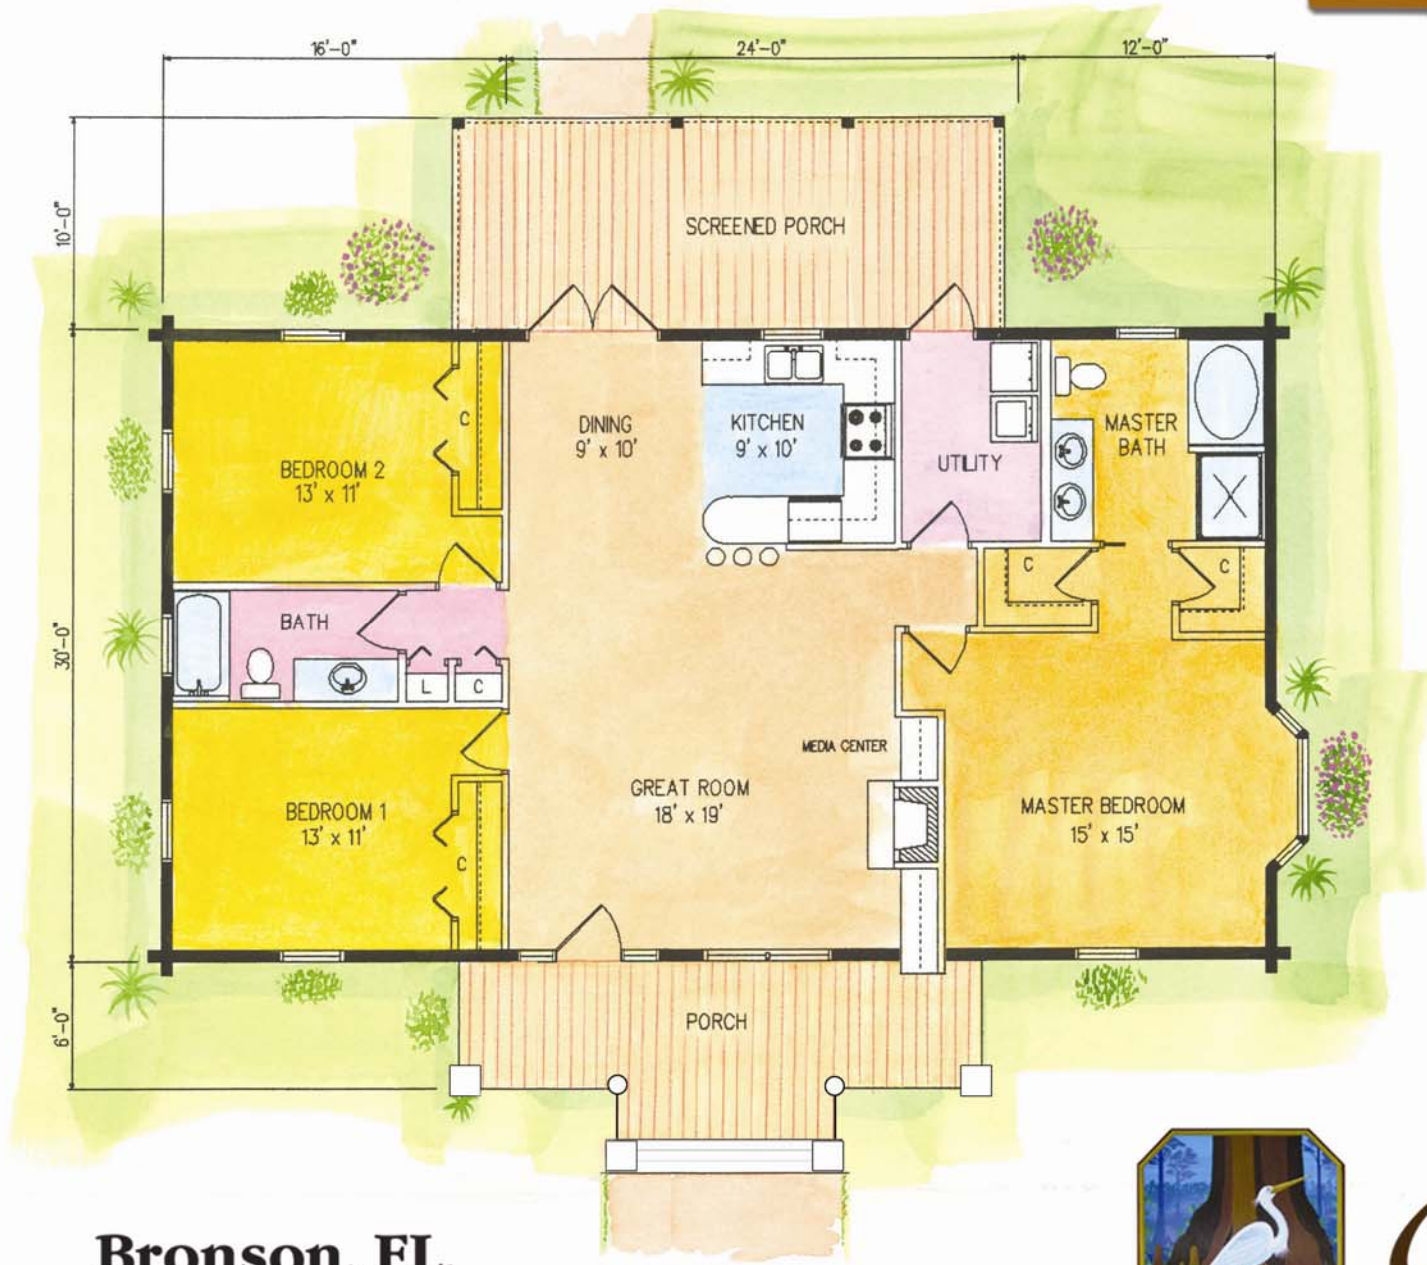 16'-0"
24'-0"
12'-0"
10'-0"
SCREENED PORCH
DINING
9' x 10'
KITCHEN
9' x 10'
MASTER
BATH
UTILITY
C
BEDROOM 2
13' x 11'
C
C
BATH
30'-0"
L
C
MEDIA CENTER
GREAT ROOM
18' x 19'
MASTER BEDROOM
15' x 15'
BEDROOM 1
13' x 11'
C
PORCH
6'-0"
Bronson, FL